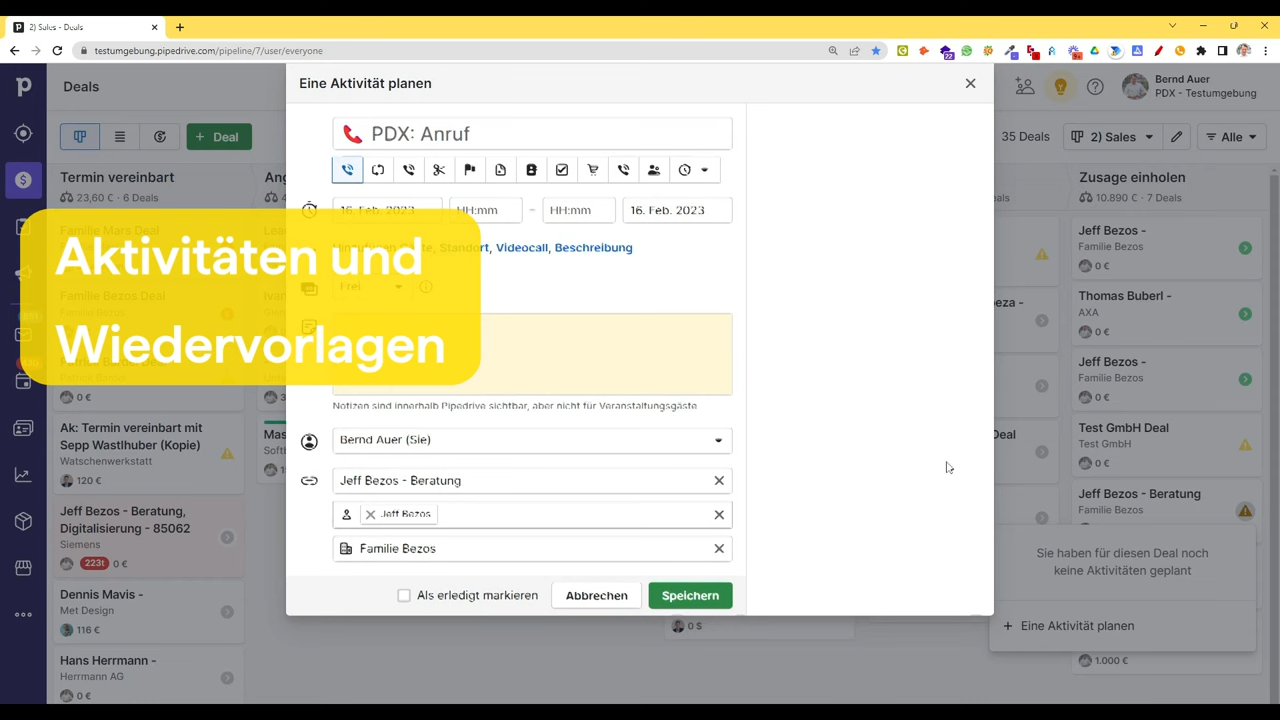 2) Sales - Deals
testumgebung.pipedrive.com/pipeline/7/user/everyone
Deals
Eine Aktivität planen
Bernd Auer
PDX - Testumgebung
+ Deal
35 Deals
2) Sales
Alle
PDX: Anruf
Termin vereinbart
23,60 € · 6 Deals
Zusage einholen
10.890 € · 7 Deals
16. Feb. 2023
HH:mm
–
HH:mm
16. Feb. 2023
Standort, Videocall, Beschreibung
Frei
Aktivitäten und
Wiedervorlagen
Familie Mars Deal
Familie Bezos Deal
Jeff Bezos -
Familie Bezos
0 €
Thomas Buberl -
AXA
0 €
Jeff Bezos -
Familie Bezos
0 €
Test GmbH Deal
Test GmbH
0 €
Jeff Bezos - Beratung
Familie Bezos
0 €
Ak: Termin vereinbart mit
Sepp Wastlhuber (Kopie)
Watschenwerkstatt
120 €
Jeff Bezos - Beratung,
Digitalisierung - 85062
Siemens
223t 0 €
Dennis Mavis -
Met Design
116 €
Hans Herrmann -
Herrmann AG
0 €
Notizen sind innerhalb Pipedrive sichtbar, aber nicht für Veranstaltungsgäste
Bernd Auer (Sie)
Jeff Bezos - Beratung
Jeff Bezos
Familie Bezos
Als erledigt markieren
Abbrechen
Speichern
0 $
Sie haben für diesen Deal noch
keine Aktivitäten geplant
+ Eine Aktivität planen
1.000 €